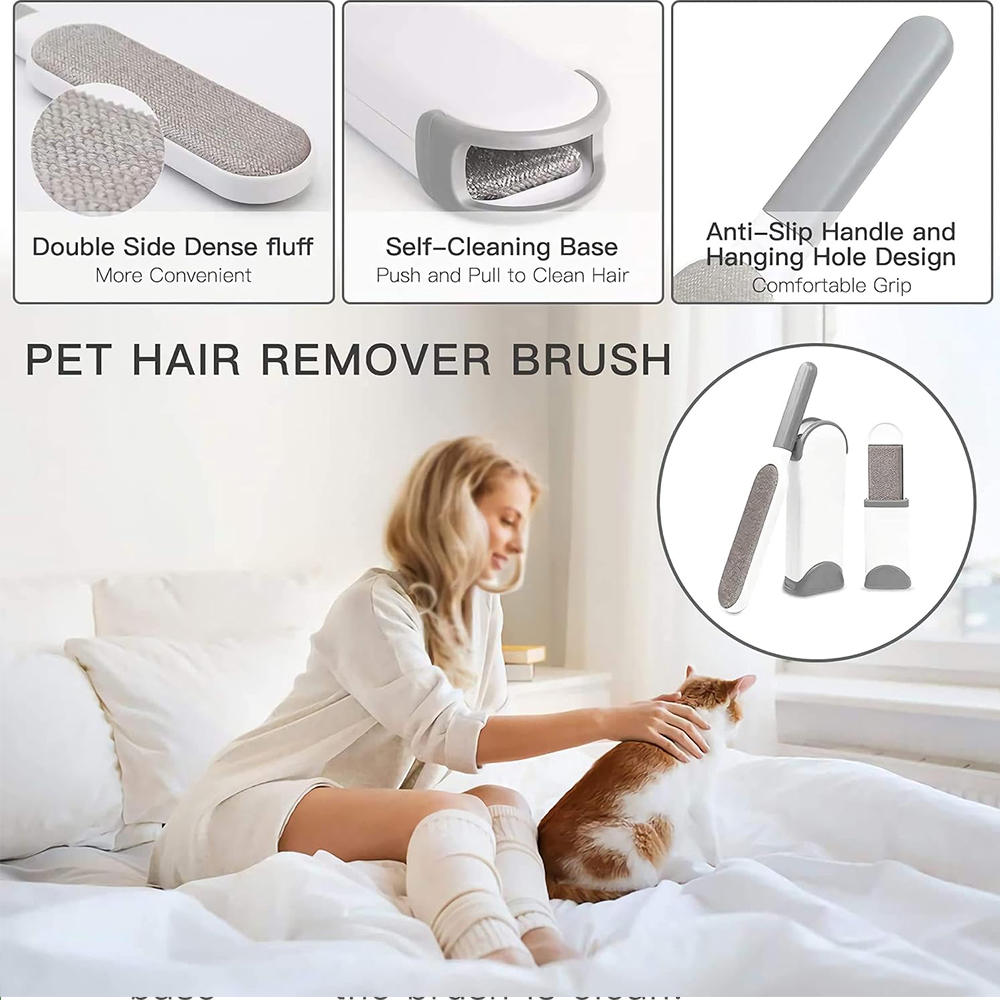 Double Side Dense fluff
More Convenient
Self-Cleaning Base
Push and Pull to Clean Hair
Anti-Slip Handle and
Hanging Hole Design
Comfortable Grip
PET HAIR REMOVER BRUSH